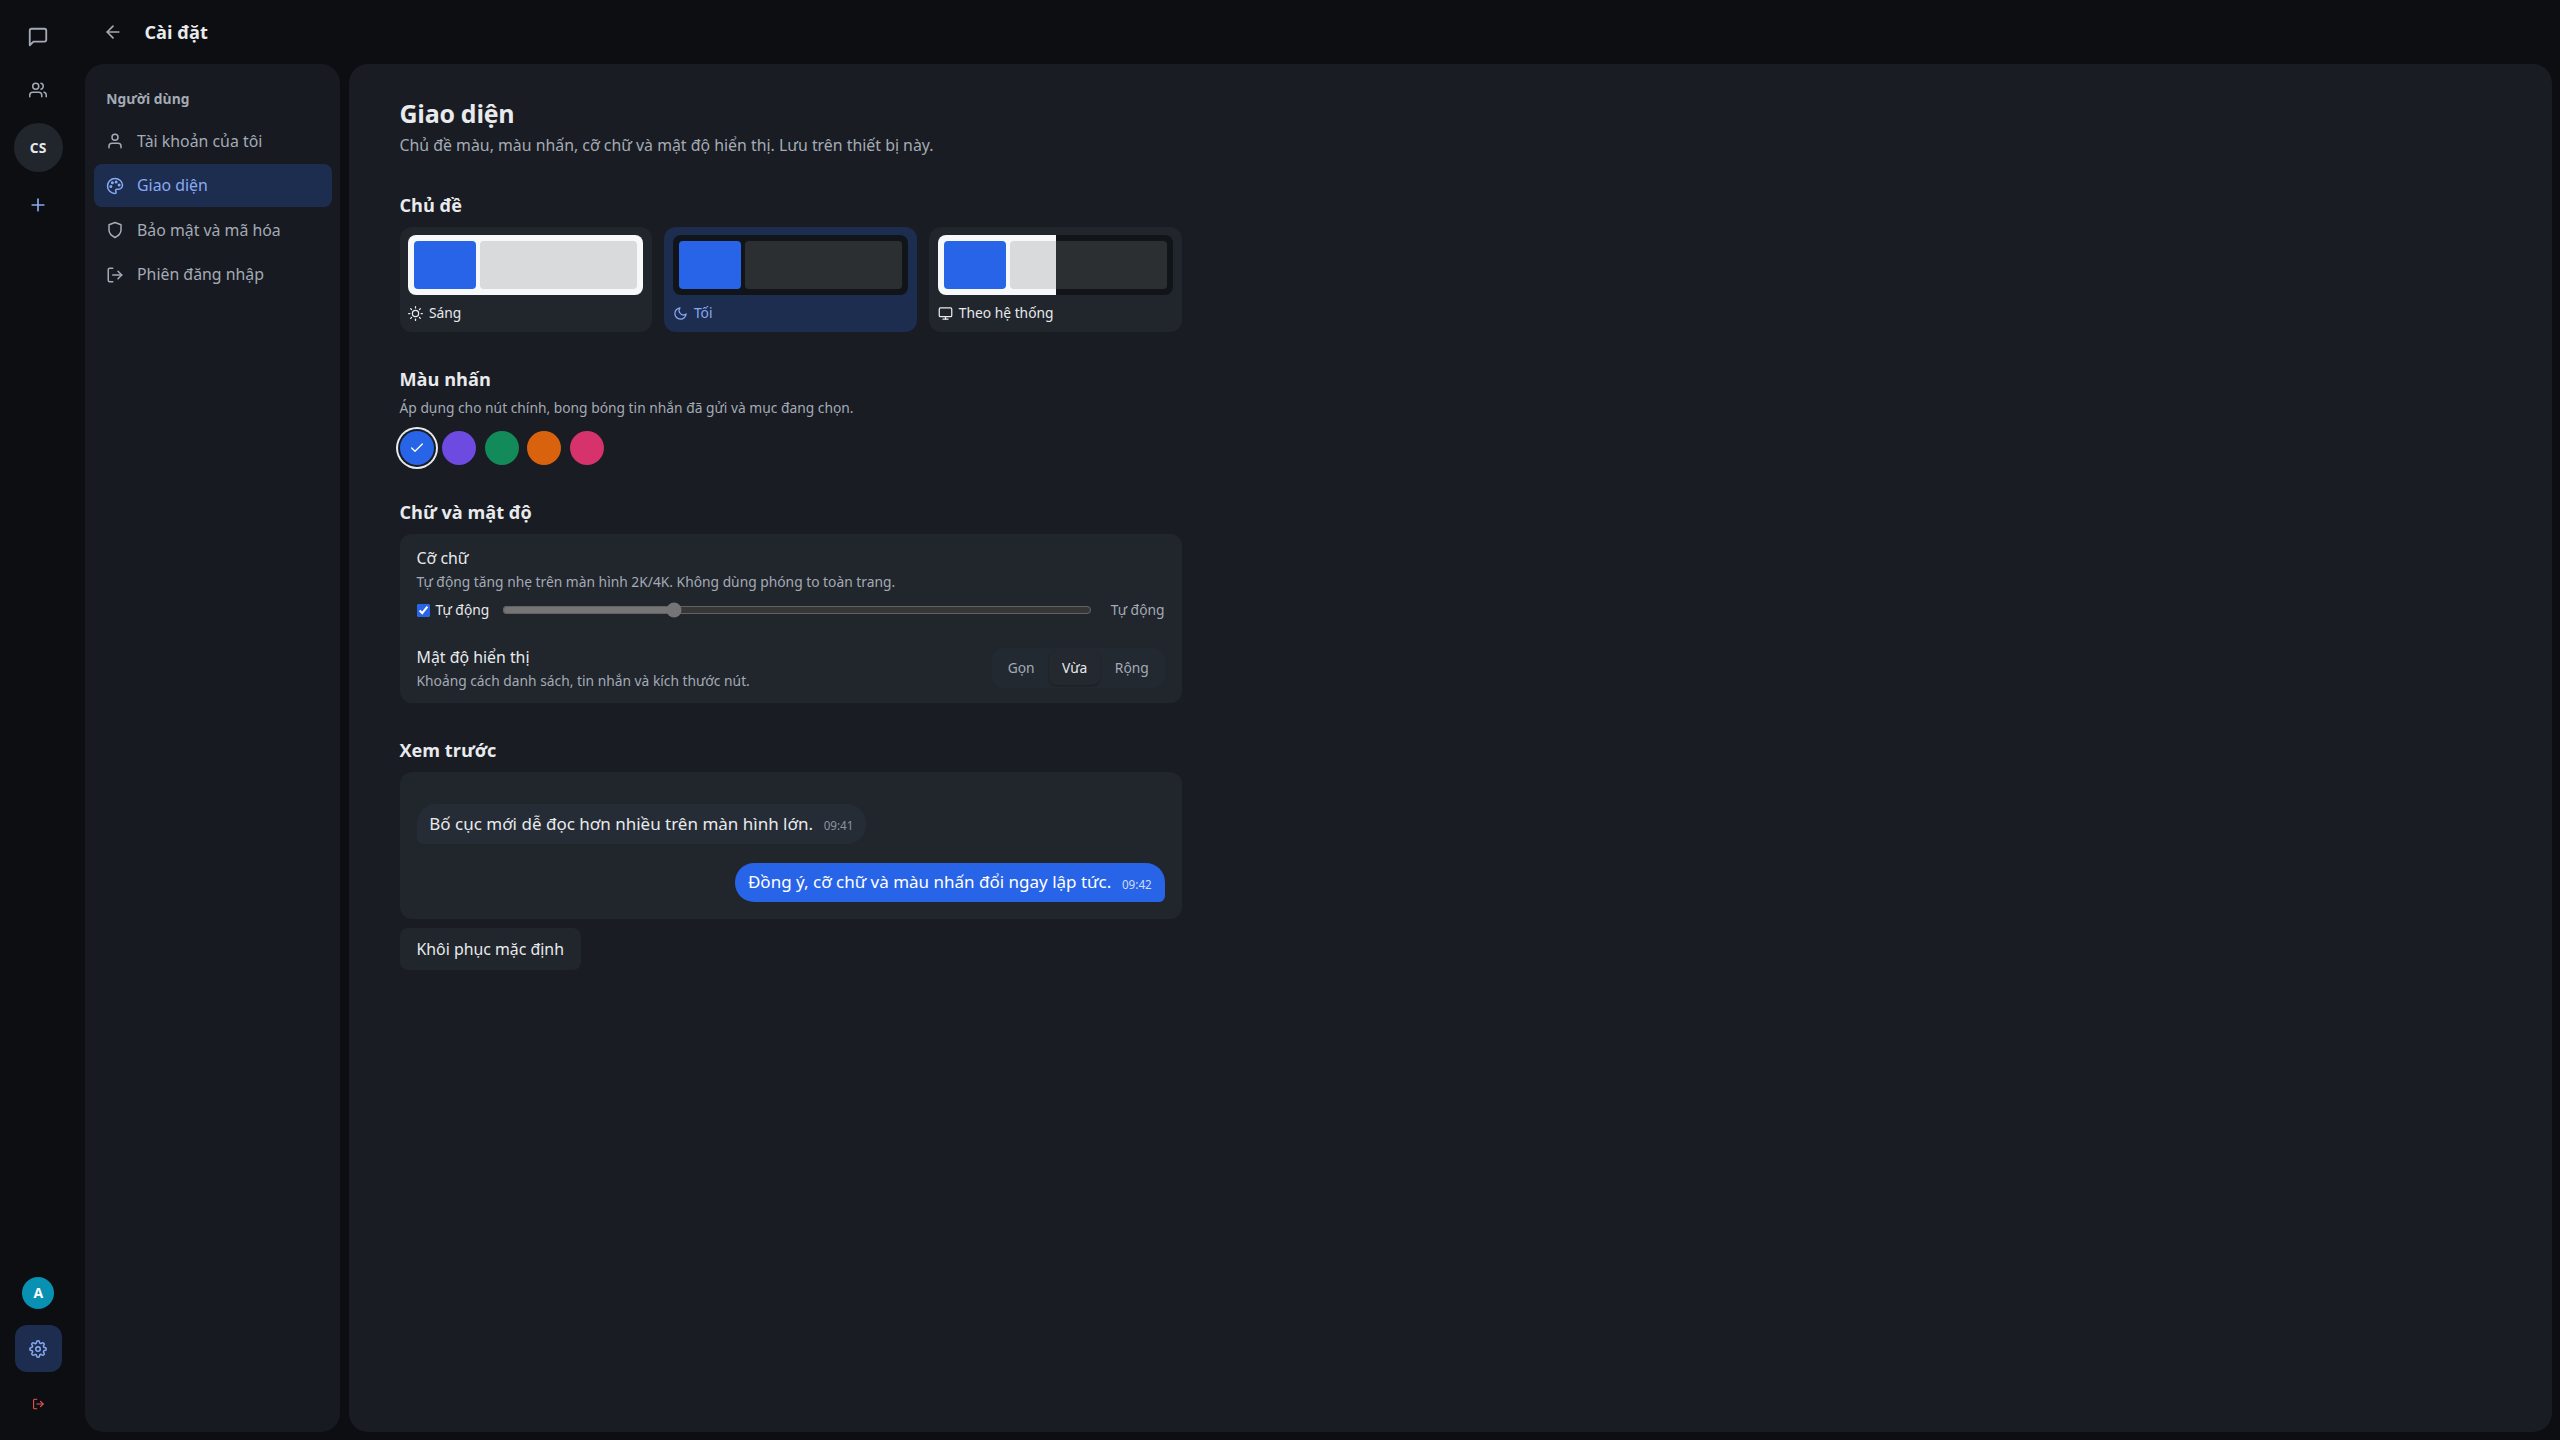 Cài đặt
CS
Người dùng
Tài khoản của tôi
Giao diện
Bảo mật và mã hóa
Phiên đăng nhập
Giao diện
Chủ đề màu, màu nhấn, cỡ chữ và mật độ hiển thị. Lưu trên thiết bị này.
Chủ đề
Sáng
Tối
Theo hệ thống
Màu nhấn
Áp dụng cho nút chính, bong bóng tin nhắn đã gửi và mục đang chọn.
Chữ và mật độ
Cỡ chữ
Tự động tăng nhẹ trên màn hình 2K/4K. Không dùng phóng to toàn trang.
Tự động
Tự động
Mật độ hiển thị
Khoảng cách danh sách, tin nhắn và kích thước nút.
Gọn
Vừa
Rộng
Xem trước
Bố cục mới dễ đọc hơn nhiều trên màn hình lớn. 09:41
Đồng ý, cỡ chữ và màu nhấn đổi ngay lập tức. 09:42
Khôi phục mặc định
A